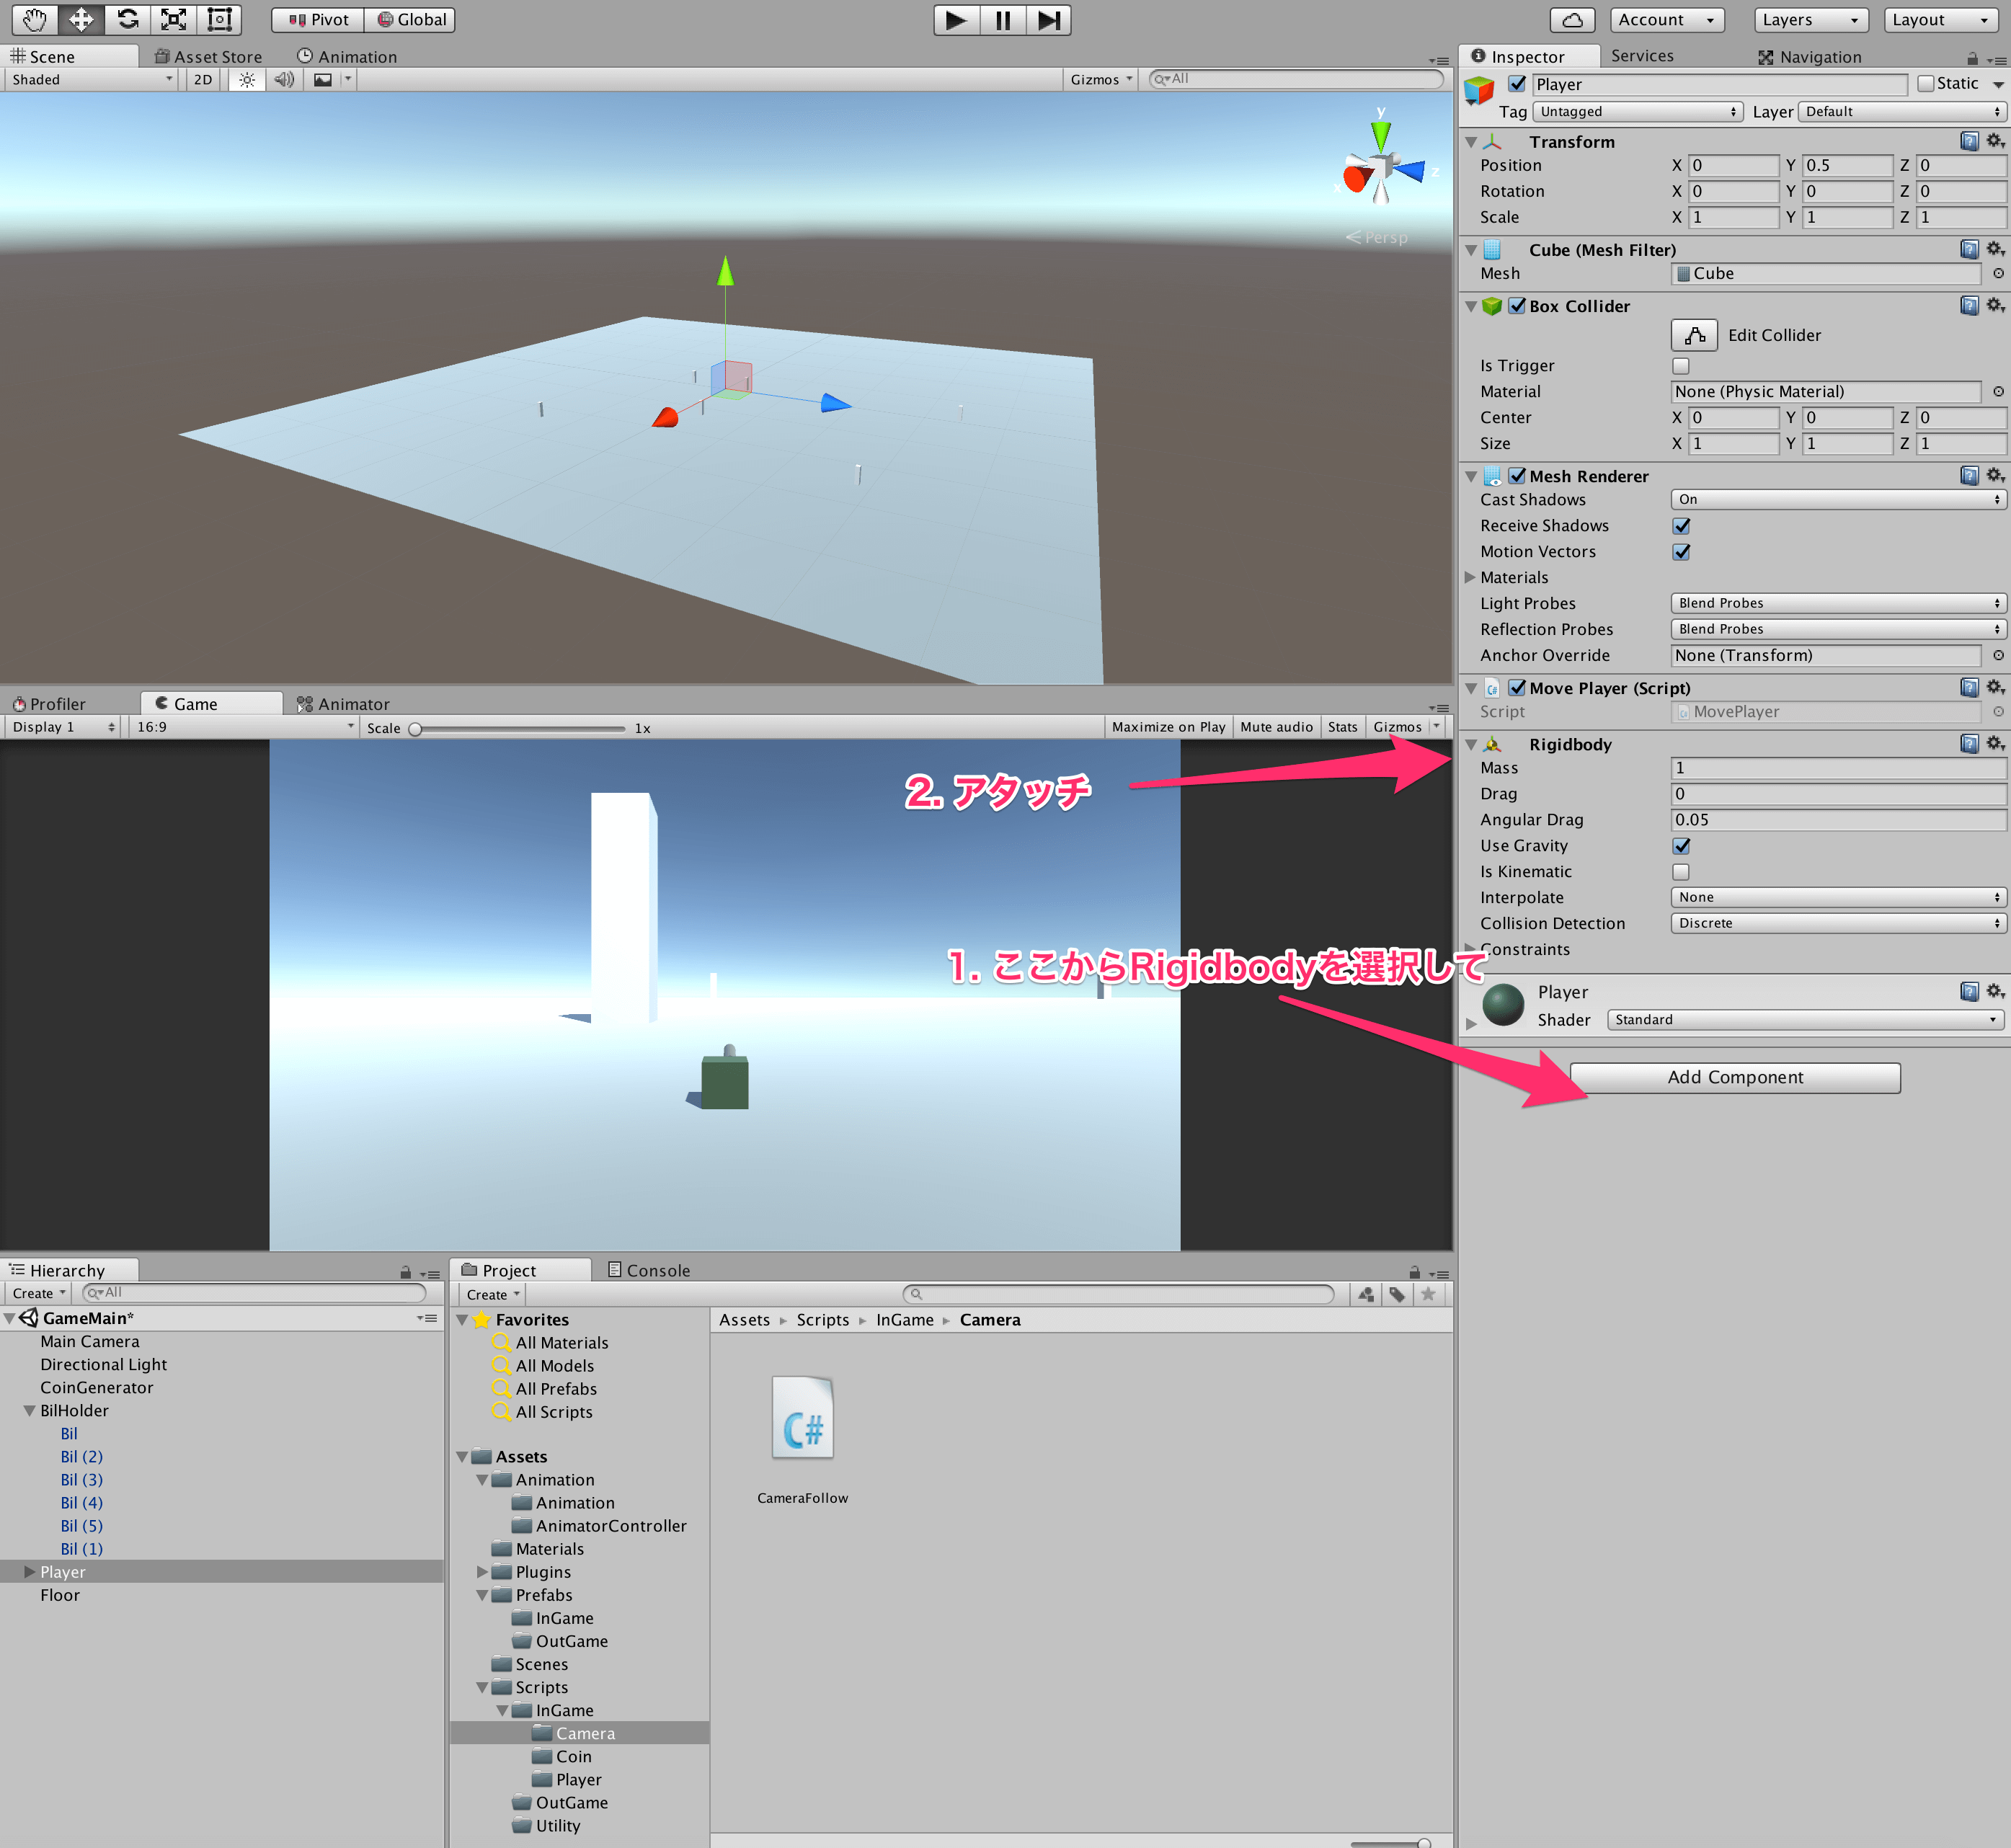 Pivot Global Account Layers Layout
Scene Asset Store Animation
Shaded 2D Gizmos All
y
z
x
Persp
Inspector Services Navigation
Player Static
Tag Untagged Layer Default
Transform
Position X 0 Y 0.5 Z 0
Rotation X 0 Y 0 Z 0
Scale X 1 Y 1 Z 1
Cube (Mesh Filter)
Mesh Cube
Box Collider
Edit Collider
Is Trigger
Material None (Physic Material)
Center X 0 Y 0 Z 0
Size X 1 Y 1 Z 1
Mesh Renderer
Cast Shadows On
Receive Shadows
Motion Vectors
Materials
Light Probes Blend Probes
Reflection Probes Blend Probes
Anchor Override None (Transform)
Move Player (Script)
Script MovePlayer
Rigidbody
Mass 1
Drag 0
Angular Drag 0.05
Use Gravity
Is Kinematic
Interpolate None
Collision Detection Discrete
Constraints
Player
Shader Standard
Add Component
Profiler Game Animator
Display 1 16:9 Scale 1x Maximize on Play Mute audio Stats Gizmos
2. アタッチ
1. ここからRigidbodyを選択して
Hierarchy
Create All
GameMain*
Main Camera
Directional Light
CoinGenerator
BilHolder
Bil
Bil (2)
Bil (3)
Bil (4)
Bil (5)
Bil (1)
Player
Floor
Project Console
Create
Favorites
All Materials
All Models
All Prefabs
All Scripts
Assets
Animation
Animation
AnimatorController
Materials
Plugins
Prefabs
InGame
OutGame
Scenes
Scripts
InGame
Camera
Coin
Player
OutGame
Utility
Assets Scripts InGame Camera
C#
CameraFollow